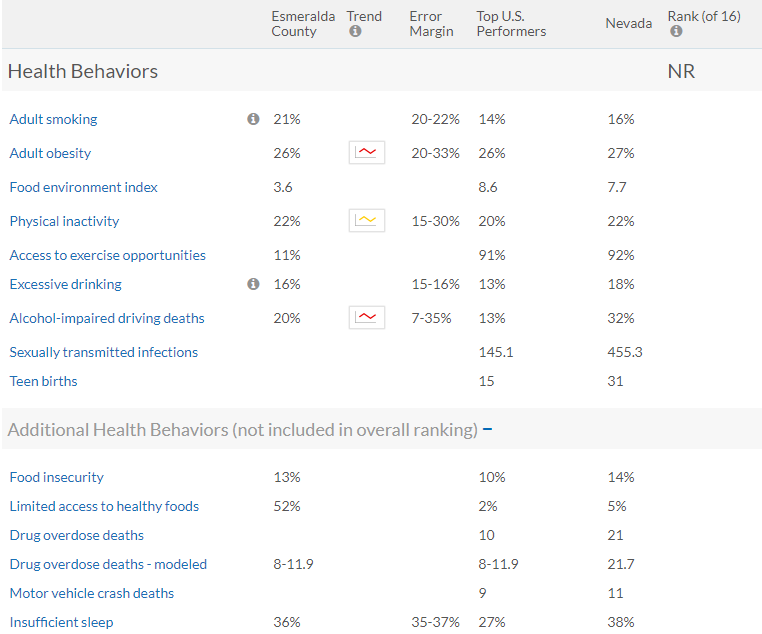 Esmeralda County Trend Error Margin Top U.S. Performers Nevada Rank (of 16)
Health Behaviors NR
Adult smoking 21% 20-22% 14% 16%
Adult obesity 26% 20-33% 26% 27%
Food environment index 3.6 8.6 7.7
Physical inactivity 22% 15-30% 20% 22%
Access to exercise opportunities 11% 91% 92%
Excessive drinking 16% 15-16% 13% 18%
Alcohol-impaired driving deaths 20% 7-35% 13% 32%
Sexually transmitted infections 145.1 455.3
Teen births 15 31
Additional Health Behaviors (not included in overall ranking) –
Food insecurity 13% 10% 14%
Limited access to healthy foods 52% 2% 5%
Drug overdose deaths 10 21
Drug overdose deaths - modeled 8-11.9 8-11.9 21.7
Motor vehicle crash deaths 9 11
Insufficient sleep 36% 35-37% 27% 38%